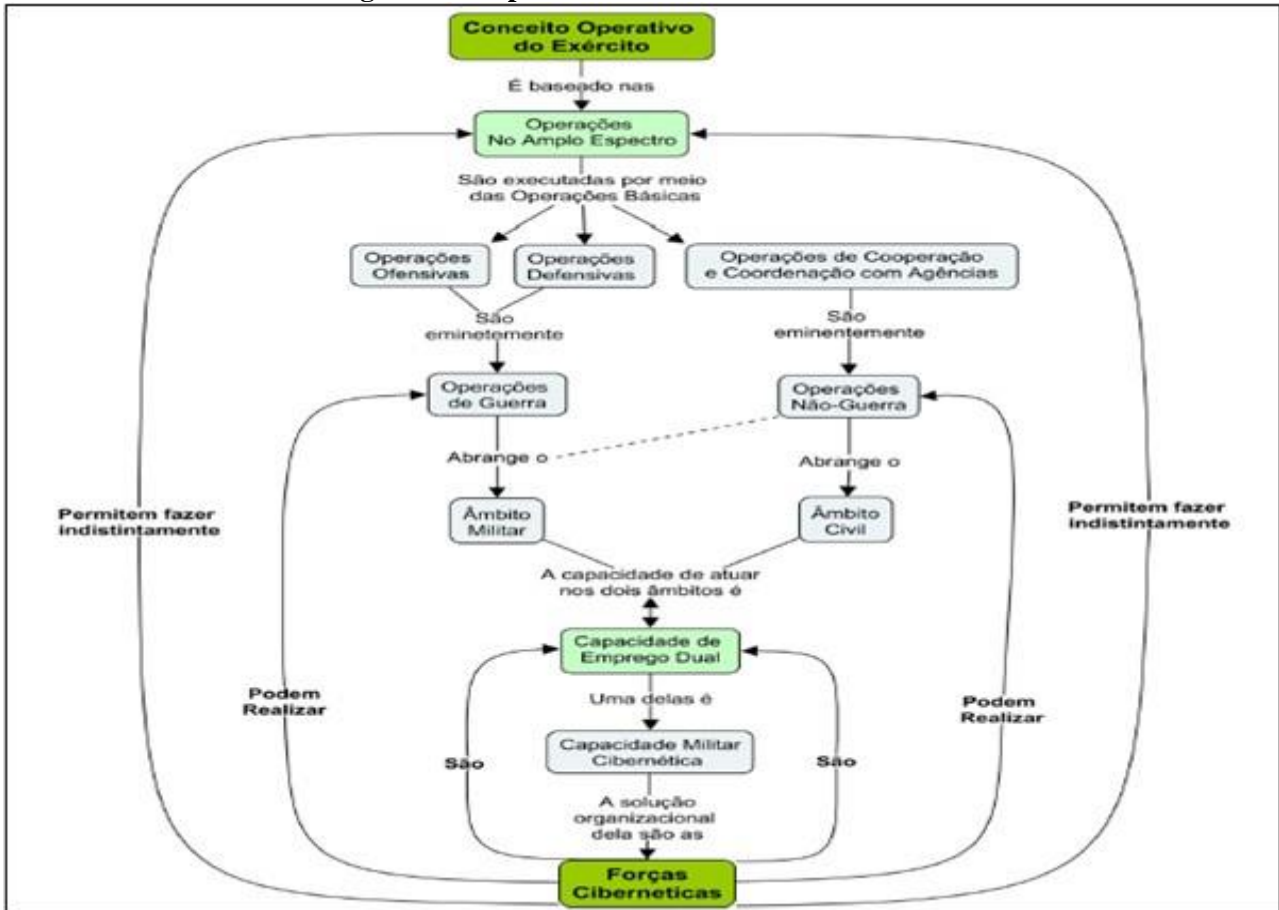 Conceito Operativo
do Exército
É baseado nas
Operações
No Amplo Espectro
São executadas por meio
das Operações Básicas
Operações
Ofensivas
Operações
Defensivas
Operações de Cooperação
e Coordenação com Agências
São
eminetemente
São
eminentemente
Operações
de Guerra
Operações
Não-Guerra
Abrange o
Abrange o
Permitem fazer
indistintamente
Âmbito
Militar
Âmbito
Civil
Permitem fazer
indistintamente
A capacidade de atuar
nos dois âmbitos é
Capacidade de
Emprego Dual
Podem
Realizar
Uma delas é
Podem
Realizar
São
Capacidade Militar
Cibernética
São
A solução
organizacional
dela são as
Forças
Ciberneticas